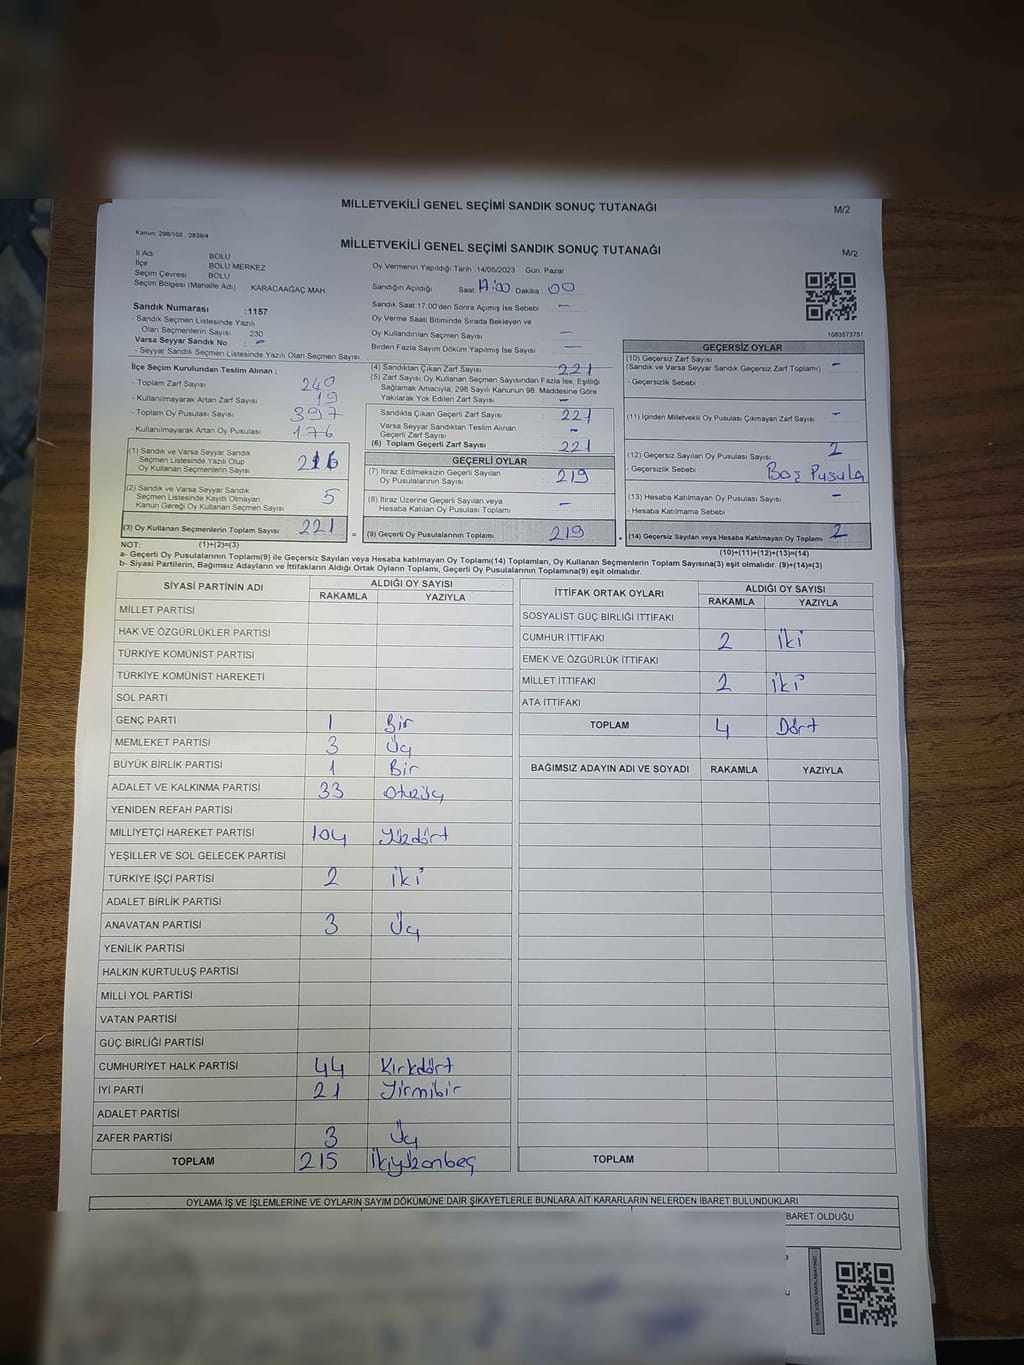 MİLLETVEKİLİ GENEL SEÇİMİ SANDIK SONUÇ TUTANAĞI
M/2
Kanun: 298/105 , 2839/4
MİLLETVEKİLİ GENEL SEÇİMİ SANDIK SONUÇ TUTANAĞI
M/2
İl Adı BOLU
İlçe BOLU MERKEZ
Seçim Çevresi BOLU
Seçim Bölgesi (Mahalle Adı) KARACAAĞAÇ MAH.
Sandık Numarası :1157
- Sandık Seçmen Listesinde Yazılı
Olan Seçmenlerin Sayısı : 230
Varsa Seyyar Sandık No : -
- Seyyar Sandık Seçmen Listesinde Yazılı Olan Seçmen Sayısı
Oy Vermenin Yapıldığı Tarih :14/05/2023 Gün: Pazar
Sandığın Açıldığı Saat 17:00 Dakika 00
Sandık Saat 17:00'den Sonra Açımış İse Sebebi : -
Oy Verme Saati Bitiminde Sırada Bekleyen ve
Oy Kullandırılan Seçmen Sayısı -
Birden Fazla Sayım Döküm Yapılmış İse Sayısı -
1083573751
İlçe Seçim Kurulundan Teslim Alınan :
- Toplam Zarf Sayısı 240
- Kullanılmayarak Artan Zarf Sayısı 19
- Toplam Oy Pusulası Sayısı 397
- Kullanılmayarak Artan Oy Pusulası 176
(1) Sandık ve Varsa Seyyar Sandık
Seçmen Listesinde Yazılı Olup
Oy Kullanan Seçmenlerin Sayısı 216
(2) Sandık ve Varsa Seyyar Sandık
Seçmen Listesinde Kayıtlı Olmayan
Kanun Gereği Oy Kullanan Seçmen Sayısı 5
(3) Oy Kullanan Seçmenlerin Toplam Sayısı 221 =
(4) Sandıktan Çıkan Zarf Sayısı 221
(5) Zarf Sayısı Oy Kullanan Seçmen Sayısından Fazla İse, Eşitliği
Sağlamak Amacıyla; 298 Sayılı Kanunun 98. Maddesine Göre
Yakılarak Yok Edilen Zarf Sayısı -
Sandıkta Çıkan Geçerli Zarf Sayısı 221
Varsa Seyyar Sandıktan Teslim Alınan
Geçerli Zarf Sayısı -
(6) Toplam Geçerli Zarf Sayısı 221
GEÇERLİ OYLAR
(7) İtiraz Edilmeksizin Geçerli Sayılan
Oy Pusulalarının Sayısı 219
(8) İtiraz Üzerine Geçerli Sayılan veya
Hesaba Katılan Oy Pusulası Toplamı -
(9) Geçerli Oy Pusulalarının Toplamı 219 +
GEÇERSİZ OYLAR
(10) Geçersiz Zarf Sayısı
(Sandık ve Varsa Seyyar Sandık Geçersiz Zarf Toplamı) -
- Geçersizlik Sebebi :
(11) İçinden Milletvekili Oy Pusulası Çıkmayan Zarf Sayısı -
(12) Geçersiz Sayılan Oy Pusulası Sayısı 2
- Geçersizlik Sebebi : Boş Pusula
(13) Hesaba Katılmayan Oy Pusulası Sayısı -
- Hesaba Katılmama Sebebi :
(14) Geçersiz Sayılan veya Hesaba Katılmayan Oy Toplamı 2
NOT: (1)+(2)=(3)
(10)+(11)+(12)+(13)=(14)
a- Geçerli Oy Pusulalarının Toplamı(9) ile Geçersiz Sayılan veya Hesaba katılmayan Oy Toplamı(14) Toplamları, Oy Kullanan Seçmenlerin Toplam Sayısına(3) eşit olmalıdır. (9)+(14)=(3)
b- Siyasi Partilerin, Bağımsız Adayların ve İttifakların Aldığı Ortak Oyların Toplamı, Geçerli Oy Pusulalarının Toplamına(9) eşit olmalıdır.
SİYASİ PARTİNİN ADI ALDIĞI OY SAYISI
RAKAMLA YAZIYLA
MİLLET PARTİSİ
HAK VE ÖZGÜRLÜKLER PARTİSİ
TÜRKİYE KOMÜNİST PARTİSİ
TÜRKİYE KOMÜNİST HAREKETİ
SOL PARTİ
GENÇ PARTİ 1 Bir
MEMLEKET PARTİSİ 3 Üç
BÜYÜK BİRLİK PARTİSİ 1 Bir
ADALET VE KALKINMA PARTİSİ 33 Otuzüç
YENİDEN REFAH PARTİSİ
MİLLİYETÇİ HAREKET PARTİSİ 104 Yüzdört
YEŞİLLER VE SOL GELECEK PARTİSİ
TÜRKİYE İŞÇİ PARTİSİ 2 iki
ADALET BİRLİK PARTİSİ
ANAVATAN PARTİSİ 3 Üç
YENİLİK PARTİSİ
HALKIN KURTULUŞ PARTİSİ
MİLLİ YOL PARTİSİ
VATAN PARTİSİ
GÜÇ BİRLİĞİ PARTİSİ
CUMHURİYET HALK PARTİSİ 44 Kırkdört
İYİ PARTİ 21 Yirmibir
ADALET PARTİSİ
ZAFER PARTİSİ 3 Üç
TOPLAM 215 İkiyüzonbeş
İTTİFAK ORTAK OYLARI ALDIĞI OY SAYISI
RAKAMLA YAZIYLA
SOSYALİST GÜÇ BİRLİĞİ İTTİFAKI
CUMHUR İTTİFAKI 2 iki
EMEK VE ÖZGÜRLÜK İTTİFAKI
MİLLET İTTİFAKI 2 iki
ATA İTTİFAKI
TOPLAM 4 Dört
BAĞIMSIZ ADAYIN ADI VE SOYADI RAKAMLA YAZIYLA
TOPLAM
OYLAMA İŞ VE İŞLEMLERİNE VE OYLARIN SAYIM DÖKÜMÜNE DAİR ŞİKAYETLERLE BUNLARA AİT KARARLARIN NELERDEN İBARET BULUNDUKLARI
BARET OLDUĞU